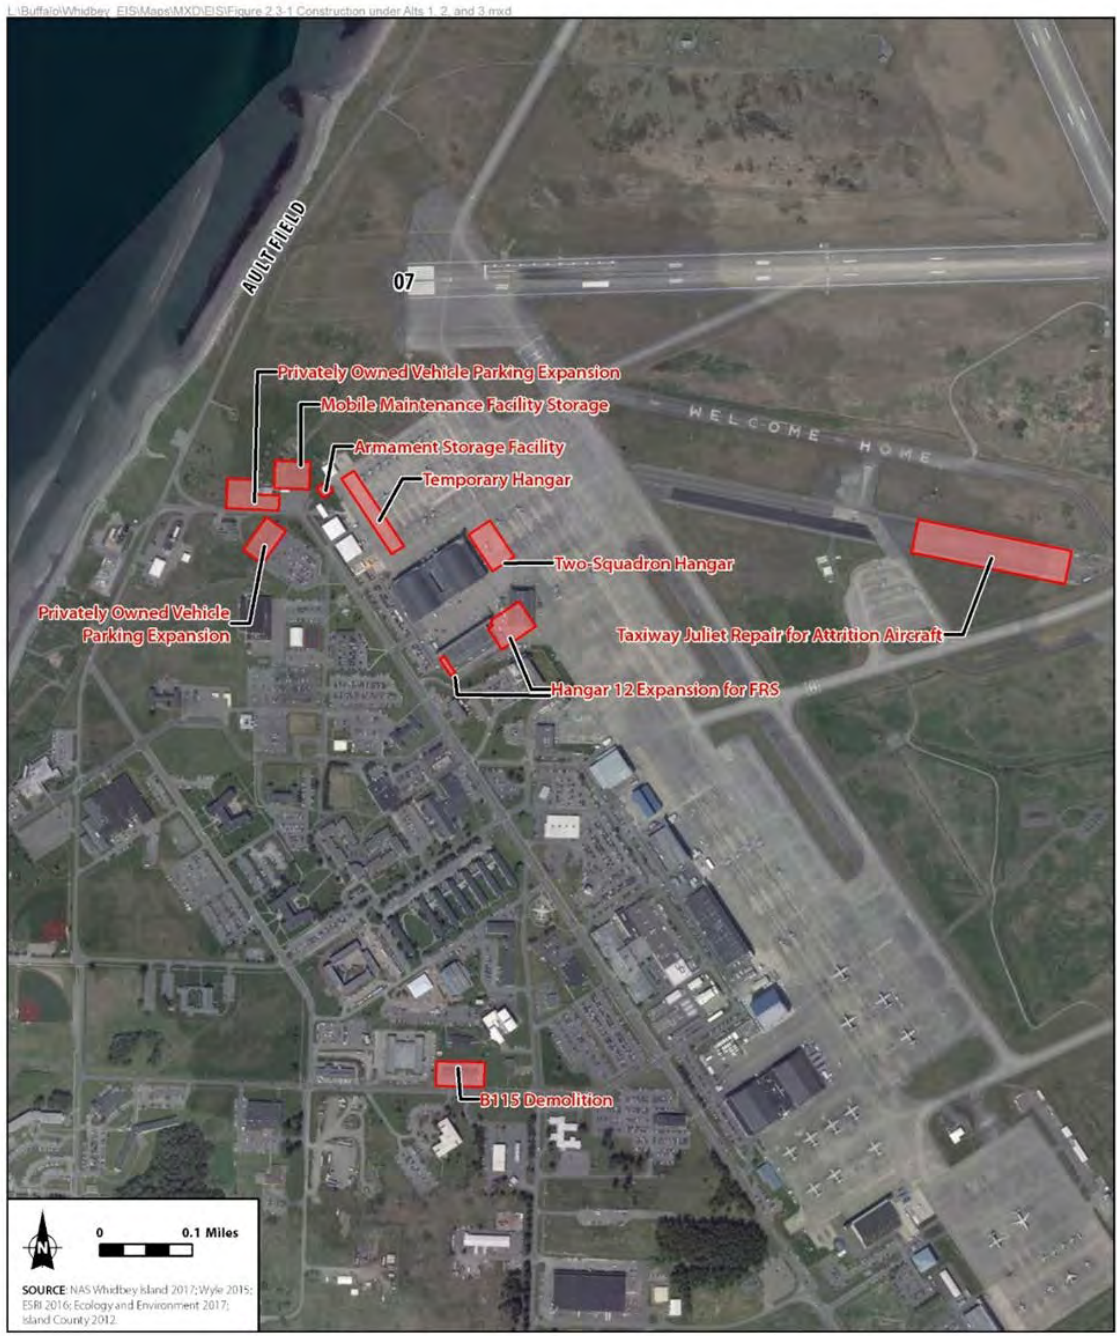 L:\Buffalo\Whidbey_EIS\Maps\MXD\EIS\Figure 2.3-1 Construction under Alts 1, 2, and 3.mxd
AULTFIELD
07
Privately Owned Vehicle Parking Expansion
Mobile Maintenance Facility Storage
WELCOME HOME
Armament Storage Facility
Temporary Hangar
Two-Squadron Hangar
Privately Owned Vehicle
Parking Expansion
Taxiway Juliet Repair for Attrition Aircraft
Hangar 12 Expansion for FRS
B115 Demolition
N
0 0.1 Miles
SOURCE: NAS Whidbey Island 2017; Wyle 2015;
ESRI 2016; Ecology and Environment 2017;
Island County 2012.